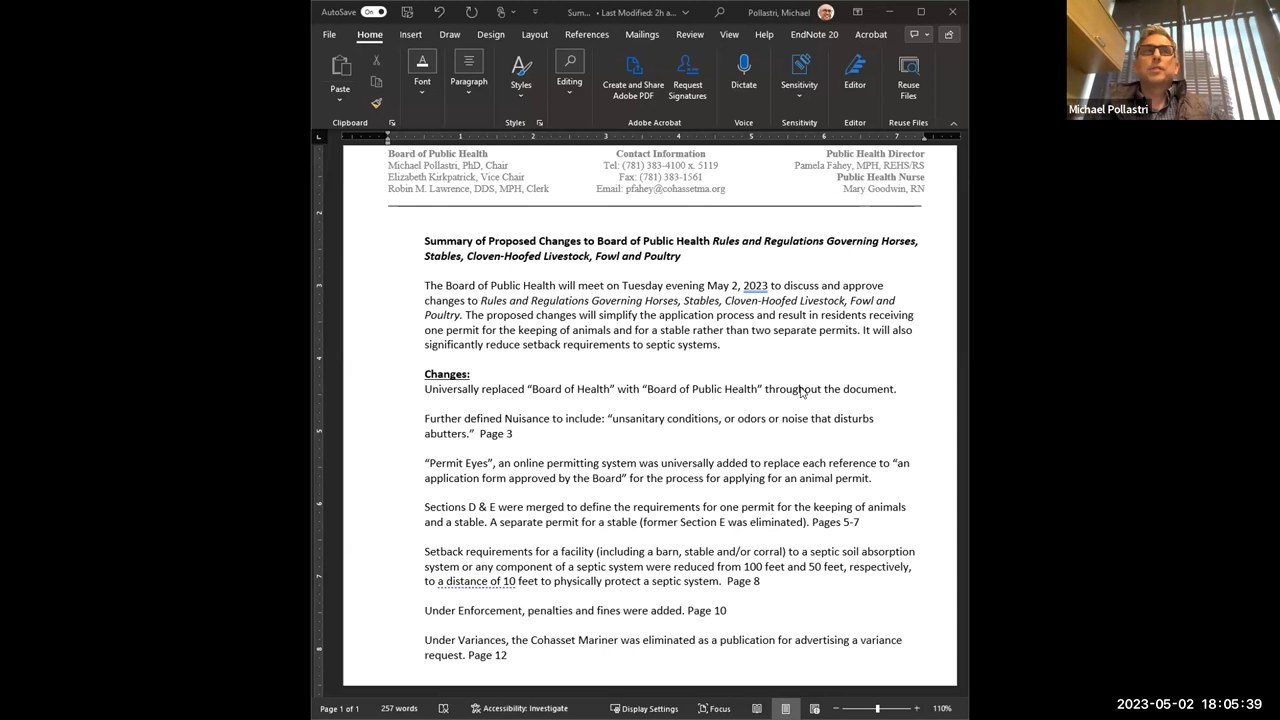 AutoSave On Sum... • Last Modified: 2h a... Pollastri, Michael
File Home Insert Draw Design Layout References Mailings Review View Help EndNote 20 Acrobat
Paste Font Paragraph Styles Editing Create and Share Adobe PDF Request Signatures Dictate Sensitivity Editor Reuse Files
Clipboard Styles Adobe Acrobat Voice Sensitivity Editor Reuse Files
1 2 3 4 5 6 7
Michael Pollastri
Board of Public Health Contact Information Public Health Director
Michael Pollastri, PhD, Chair Tel: (781) 383-4100 x. 5119 Pamela Fahey, MPH, REHS/RS
Elizabeth Kirkpatrick, Vice Chair Fax: (781) 383-1561 Public Health Nurse
Robin M. Lawrence, DDS, MPH, Clerk Email: pfahey@cohassetma.org Mary Goodwin, RN
Summary of Proposed Changes to Board of Public Health Rules and Regulations Governing Horses,
Stables, Cloven-Hoofed Livestock, Fowl and Poultry
The Board of Public Health will meet on Tuesday evening May 2, 2023 to discuss and approve
changes to Rules and Regulations Governing Horses, Stables, Cloven-Hoofed Livestock, Fowl and
Poultry. The proposed changes will simplify the application process and result in residents receiving
one permit for the keeping of animals and for a stable rather than two separate permits. It will also
significantly reduce setback requirements to septic systems.
Changes:
Universally replaced “Board of Health” with “Board of Public Health” throughout the document.
Further defined Nuisance to include: “unsanitary conditions, or odors or noise that disturbs
abutters.” Page 3
“Permit Eyes”, an online permitting system was universally added to replace each reference to “an
application form approved by the Board” for the process for applying for an animal permit.
Sections D & E were merged to define the requirements for one permit for the keeping of animals
and a stable. A separate permit for a stable (former Section E was eliminated). Pages 5-7
Setback requirements for a facility (including a barn, stable and/or corral) to a septic soil absorption
system or any component of a septic system were reduced from 100 feet and 50 feet, respectively,
to a distance of 10 feet to physically protect a septic system. Page 8
Under Enforcement, penalties and fines were added. Page 10
Under Variances, the Cohasset Mariner was eliminated as a publication for advertising a variance
request. Page 12
2
3
4
5
6
7
8
Page 1 of 1 257 words Accessibility: Investigate Display Settings Focus 110%
2023-05-02 18:05:39